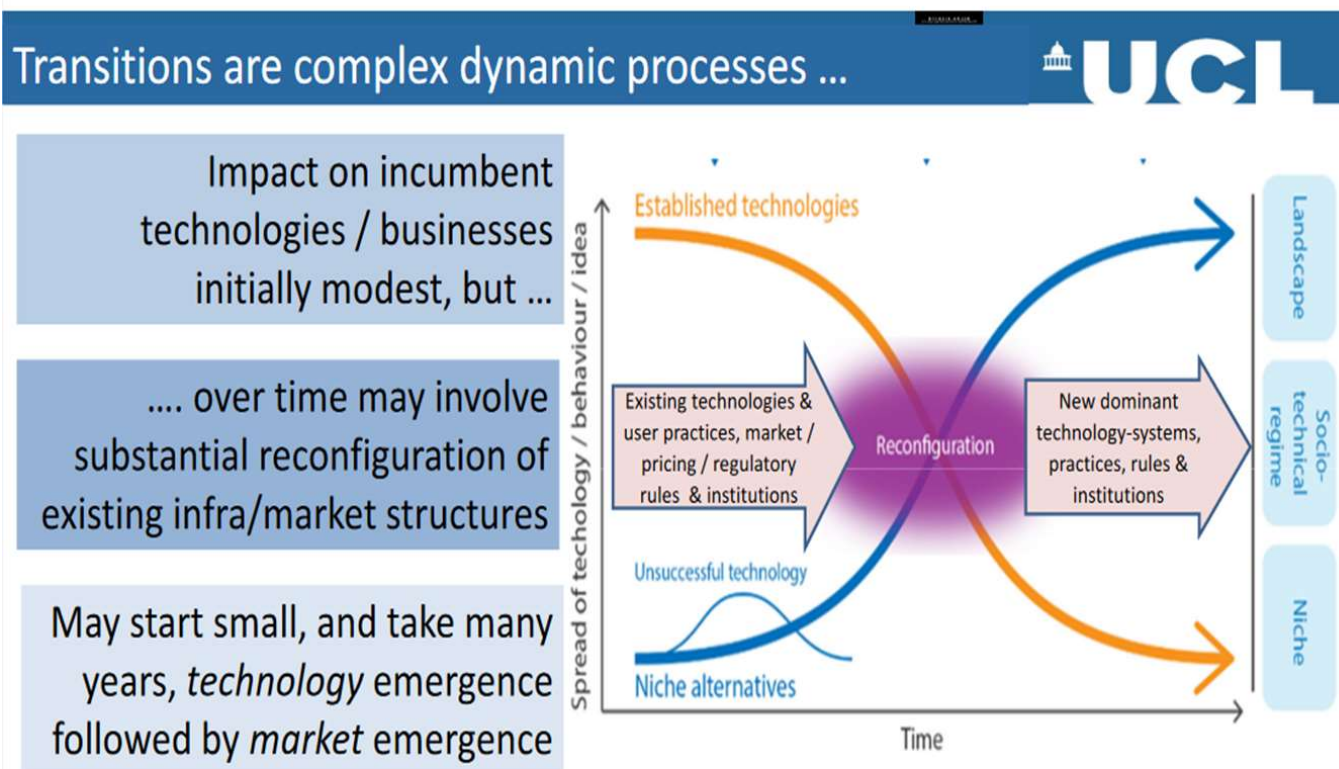 Transitions are complex dynamic processes ...
UCL
Impact on incumbent
technologies / businesses
initially modest, but ...
.... over time may involve
substantial reconfiguration of
existing infra/market structures
May start small, and take many
years, technology emergence
followed by market emergence
Spread of techology / behaviour / idea
Established technologies
Existing technologies &
user practices, market /
pricing / regulatory
rules & institutions
Reconfiguration
New dominant
technology-systems,
practices, rules &
institutions
Unsuccessful technology
Niche alternatives
Time
Landscape
Socio-
technical
regime
Niche